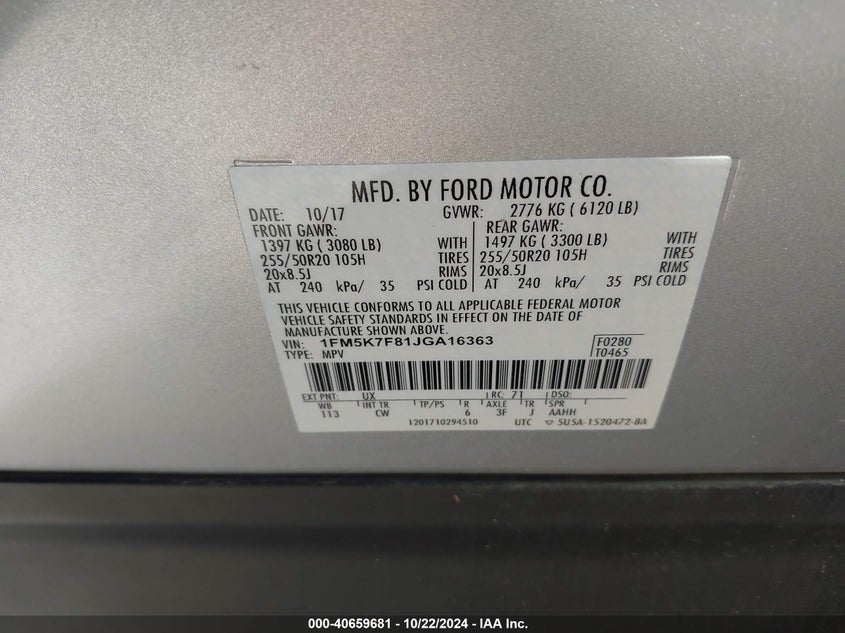 MFD. BY FORD MOTOR CO.
DATE: 10/17 GVWR: 2776 KG ( 6120 LB)
FRONT GAWR: REAR GAWR:
1397 KG ( 3080 LB) WITH 1497 KG ( 3300 LB) WITH
255/50R20 105H TIRES 255/50R20 105H TIRES
20x8.5J RIMS 20x8.5J RIMS
AT 240 kPa/ 35 PSI COLD AT 240 kPa/ 35 PSI COLD
THIS VEHICLE CONFORMS TO ALL APPLICABLE FEDERAL MOTOR
VEHICLE SAFETY STANDARDS IN EFFECT ON THE DATE OF
MANUFACTURE SHOWN ABOVE.
VIN: 1FM5K7F81JGA16363 F0280
TYPE: MPV T0465
EXT PNT: UX RC: 71 DSO:
WB INT TR TP/PS R AXLE TR SPR
113 CW 6 3F J AAHH
1201710294510 UTC ▽ 5U5A-1520472-BA
000-40659681 - 10/22/2024 - IAA Inc.